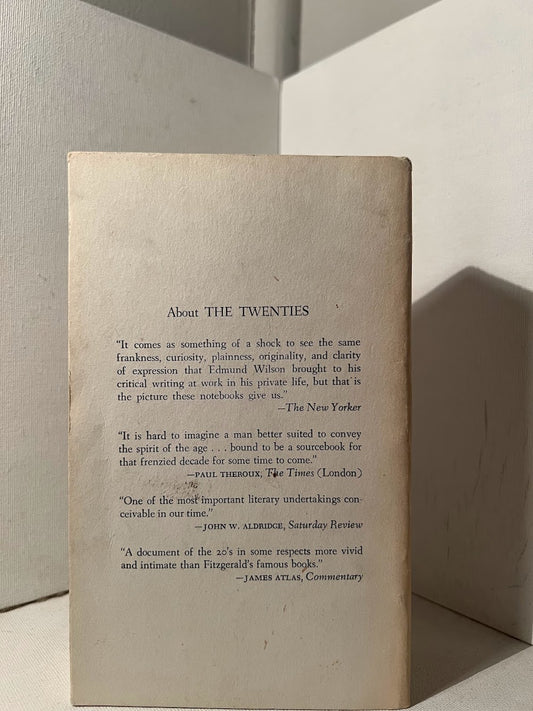 About THE TWENTIES
“It comes as something of a shock to see the same
frankness, curiosity, plainness, originality, and clarity
of expression that Edmund Wilson brought to his
critical writing at work in his private life, but that is
the picture these notebooks give us.”
—The New Yorker
“It is hard to imagine a man better suited to convey
the spirit of the age . . . bound to be a sourcebook for
that frenzied decade for some time to come.”
—PAUL THEROUX, The Times (London)
“One of the most important literary undertakings con-
ceivable in our time.”
—JOHN W. ALDRIDGE, Saturday Review
“A document of the 20's in some respects more vivid
and intimate than Fitzgerald's famous books.”
—JAMES ATLAS, Commentary